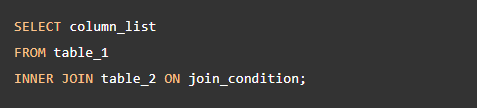 SELECT column_list
FROM table_1
INNER JOIN table_2 ON join_condition;